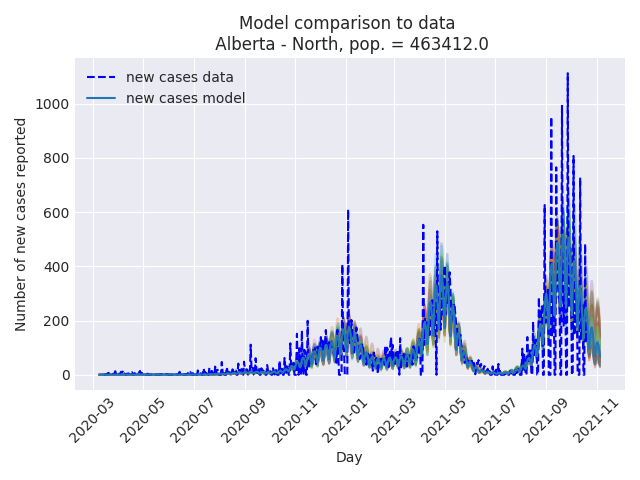 Model comparison to data
Alberta - North, pop. = 463412.0
new cases data
new cases model
Number of new cases reported
1000
800
600
400
200
0
2020-03
2020-05
2020-07
2020-09
2020-11
2021-01
2021-03
2021-05
2021-07
2021-09
2021-11
Day